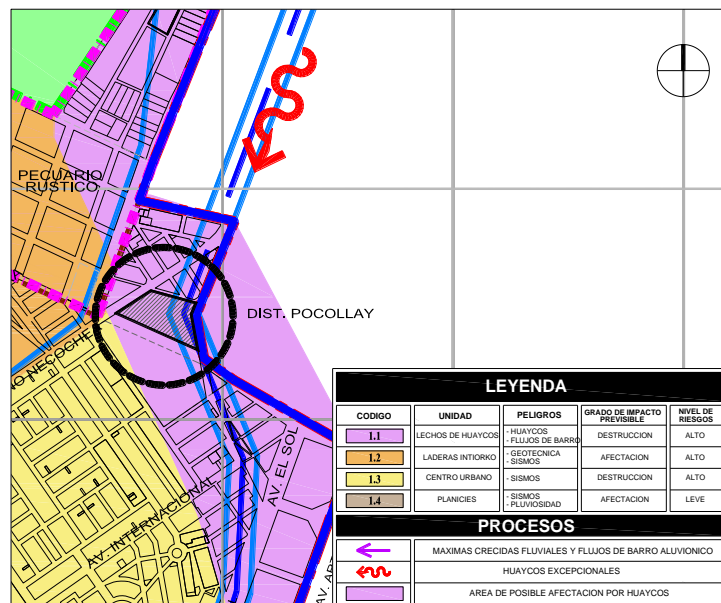 PECUARIO
RUSTICO
DIST. POCOLLAY
NO NECOCHE
AV. INTERNACIONAL
AV. EL SOL
LEYENDA
CODIGO UNIDAD PELIGROS GRADO DE IMPACTO PREVISIBLE NIVEL DE RIESGOS
1.1 LECHOS DE HUAYCOS - HUAYCOS - FLUJOS DE BARRO DESTRUCCION ALTO
1.2 LADERAS INTIORKO - GEOTECNICA - SISMOS AFECTACION ALTO
1.3 CENTRO URBANO - SISMOS DESTRUCCION ALTO
1.4 PLANICIES - SISMOS - PLUVIOSIDAD AFECTACION LEVE
PROCESOS
MAXIMAS CRECIDAS FLUVIALES Y FLUJOS DE BARRO ALUVIONICO
HUAYCOS EXCEPCIONALES
AREA DE POSIBLE AFECTACION POR HUAYCOS